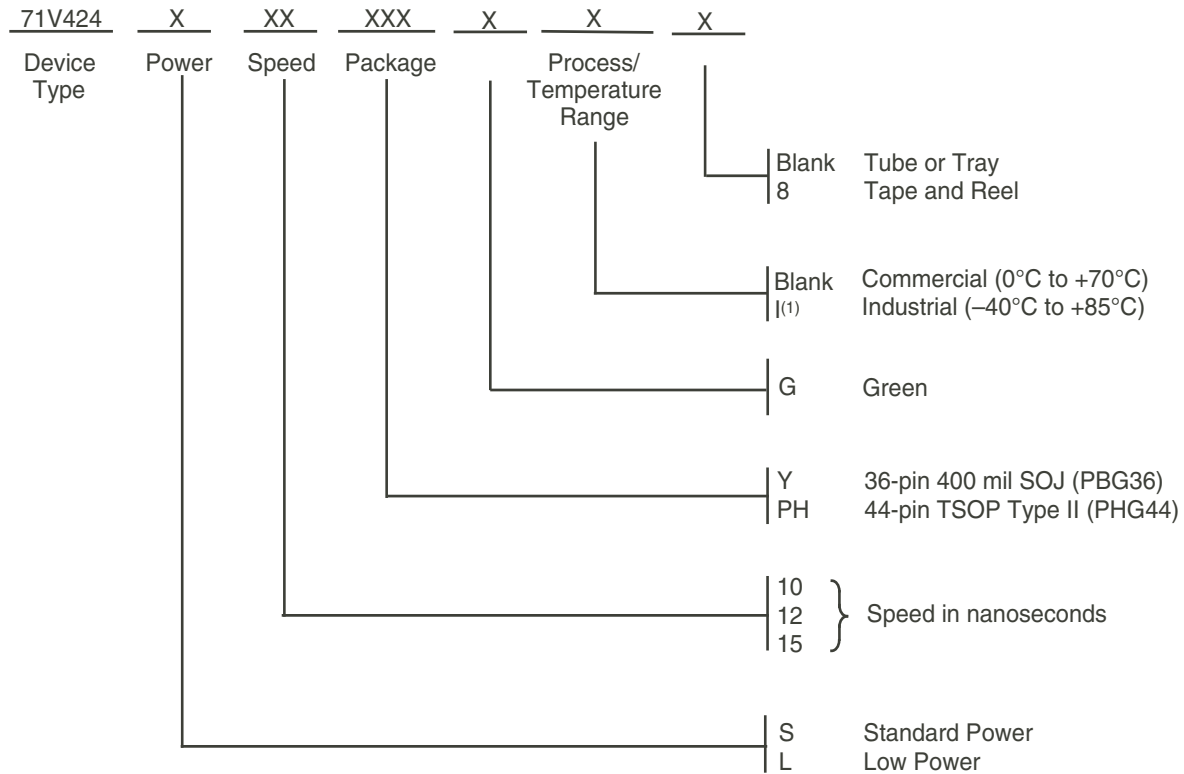 71V424 X XX XXX X X X
Device Type Power Speed Package Process/ Temperature Range
Blank Tube or Tray
8 Tape and Reel
Blank Commercial (0°C to +70°C)
I(1) Industrial (–40°C to +85°C)
G Green
Y 36-pin 400 mil SOJ (PBG36)
PH 44-pin TSOP Type II (PHG44)
10
12 Speed in nanoseconds
15
S Standard Power
L Low Power